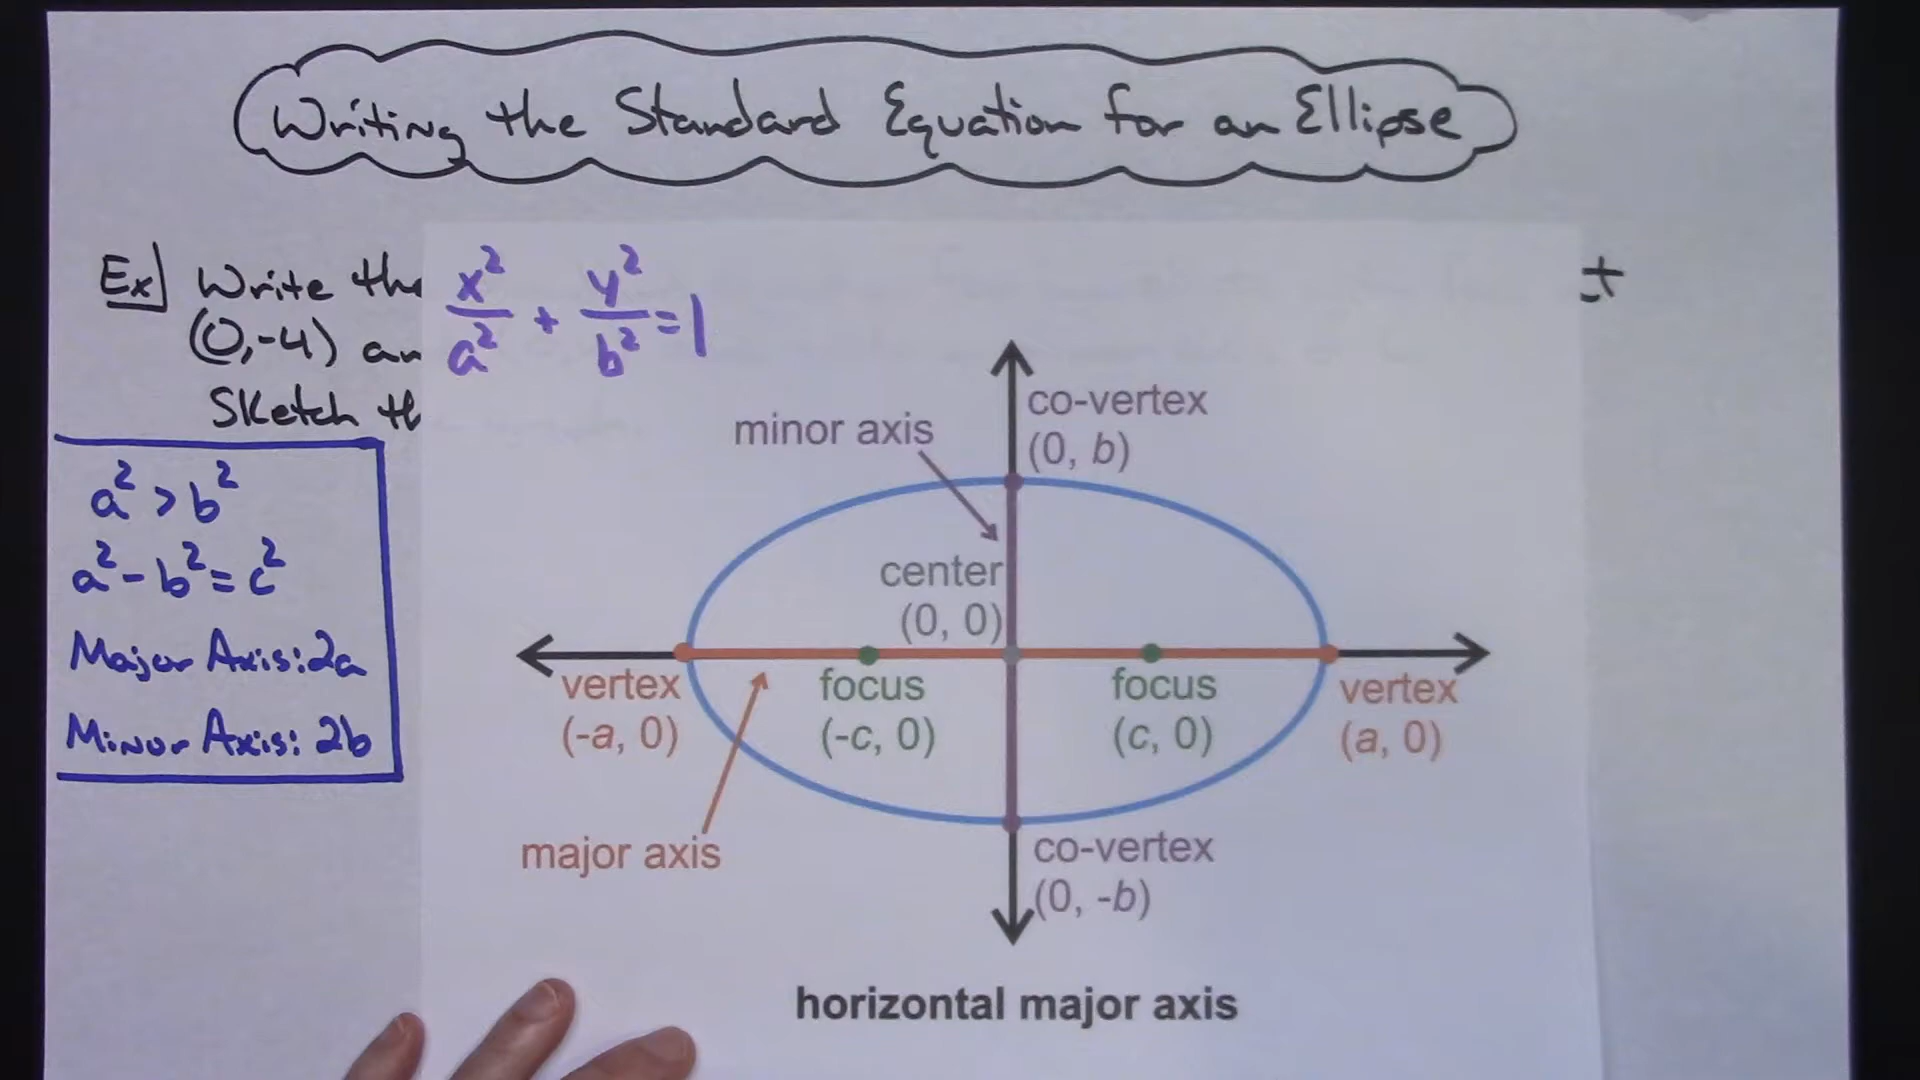 Writing the Standard Equation for an Ellipse
Ex Write the
(0,-4) an
Sketch th
x²/a² + y²/b² = 1
a² > b²
a² - b² = c²
Major Axis: 2a
Minor Axis: 2b
co-vertex
(0, b)
minor axis
center
(0, 0)
vertex
(-a, 0)
focus
(-c, 0)
focus
(c, 0)
vertex
(a, 0)
major axis
co-vertex
(0, -b)
horizontal major axis